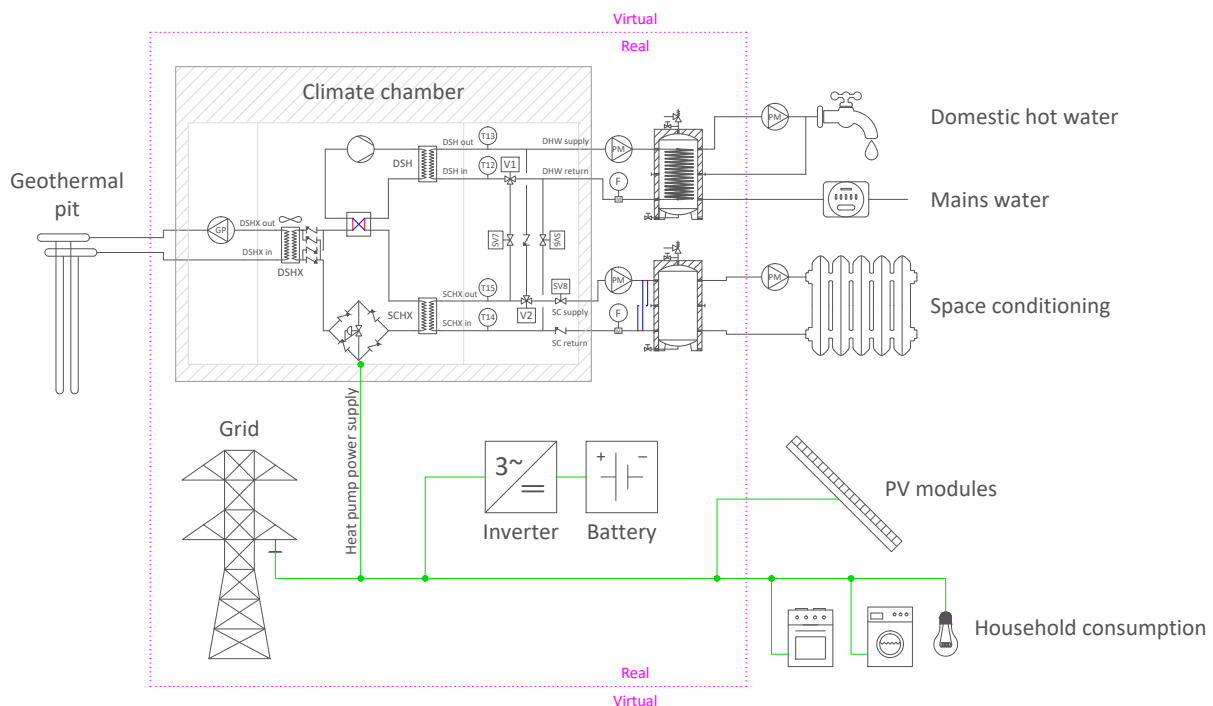 Virtual
Real
Climate chamber
Domestic hot water
Mains water
Geothermal
pit
Space conditioning
DSH out
T13
DHW supply
PM
PM
DSH
DSH in
T12
V1
DHW return
F
DSHX out
GP
DSHX in
DSHX
SV7
SV6
SCHX out
T15
SV8
PM
PM
SCHX
V2
SC supply
SCHX in
T14
F
SC return
Heat pump power supply
Grid
3~
+ −
Inverter
Battery
PV modules
Household consumption
Real
Virtual